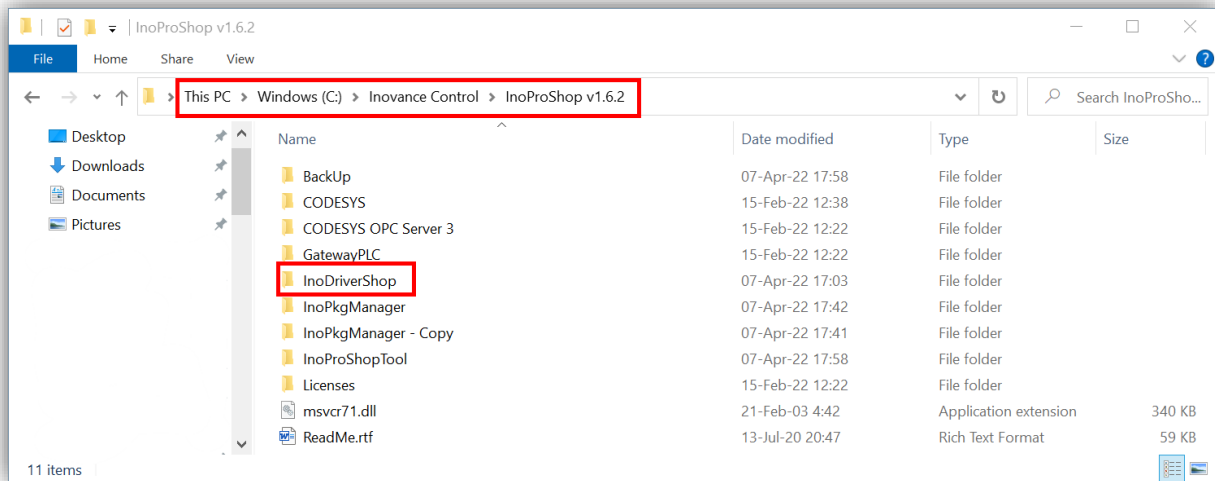 InoProShop v1.6.2
File Home Share View
This PC > Windows (C:) > Inovance Control > InoProShop v1.6.2 Search InoProSho...
Desktop
Downloads
Documents
Pictures
Name Date modified Type Size
BackUp 07-Apr-22 17:58 File folder
CODESYS 15-Feb-22 12:38 File folder
CODESYS OPC Server 3 15-Feb-22 12:22 File folder
GatewayPLC 15-Feb-22 12:22 File folder
InoDriverShop 07-Apr-22 17:03 File folder
InoPkgManager 07-Apr-22 17:42 File folder
InoPkgManager - Copy 07-Apr-22 17:41 File folder
InoProShopTool 07-Apr-22 17:58 File folder
Licenses 15-Feb-22 12:22 File folder
msvcr71.dll 21-Feb-03 4:42 Application extension 340 KB
ReadMe.rtf 13-Jul-20 20:47 Rich Text Format 59 KB
11 items